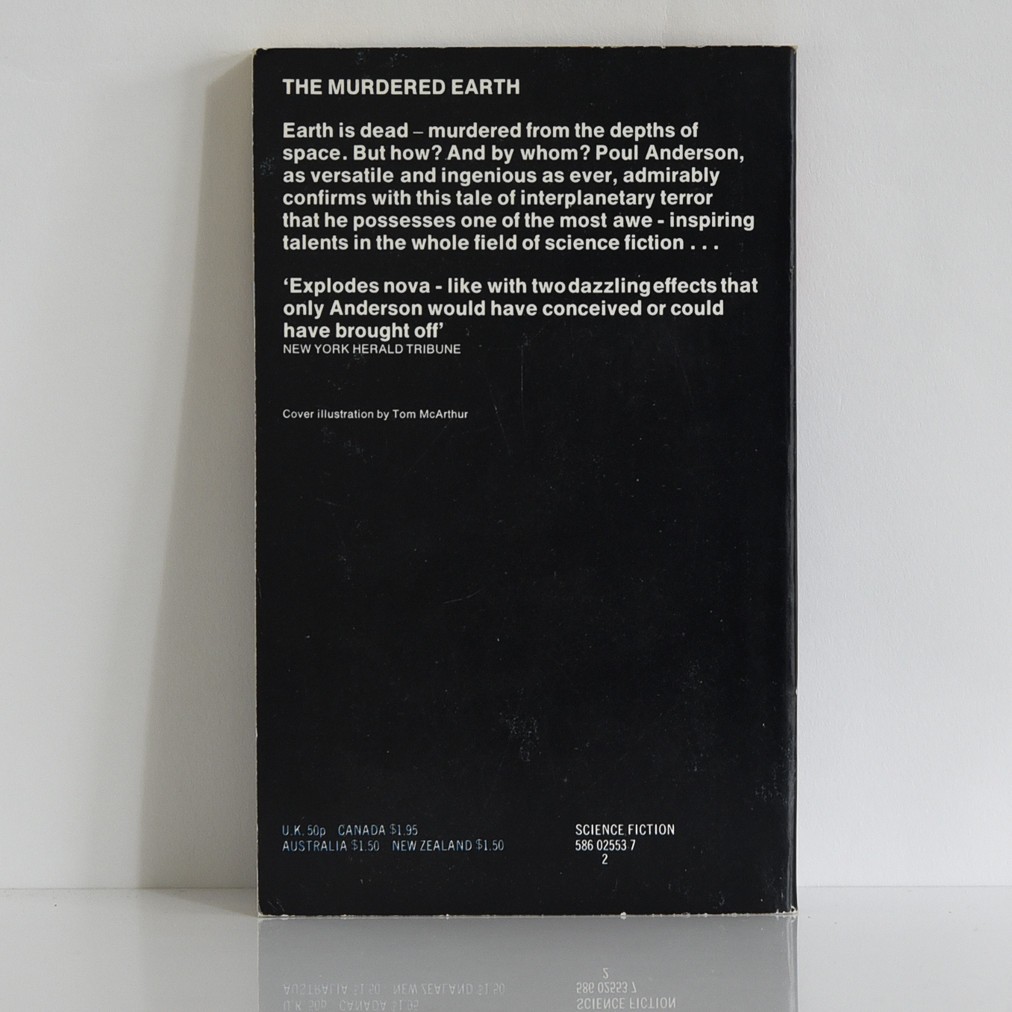 THE MURDERED EARTH
Earth is dead – murdered from the depths of
space. But how? And by whom? Poul Anderson,
as versatile and ingenious as ever, admirably
confirms with this tale of interplanetary terror
that he possesses one of the most awe - inspiring
talents in the whole field of science fiction . . .
‘Explodes nova - like with two dazzling effects that
only Anderson would have conceived or could
have brought off’
NEW YORK HERALD TRIBUNE
Cover illustration by Tom McArthur
U.K. 50p CANADA $1.95
AUSTRALIA $1.50 NEW ZEALAND $1.50
SCIENCE FICTION
586 02553 7
2